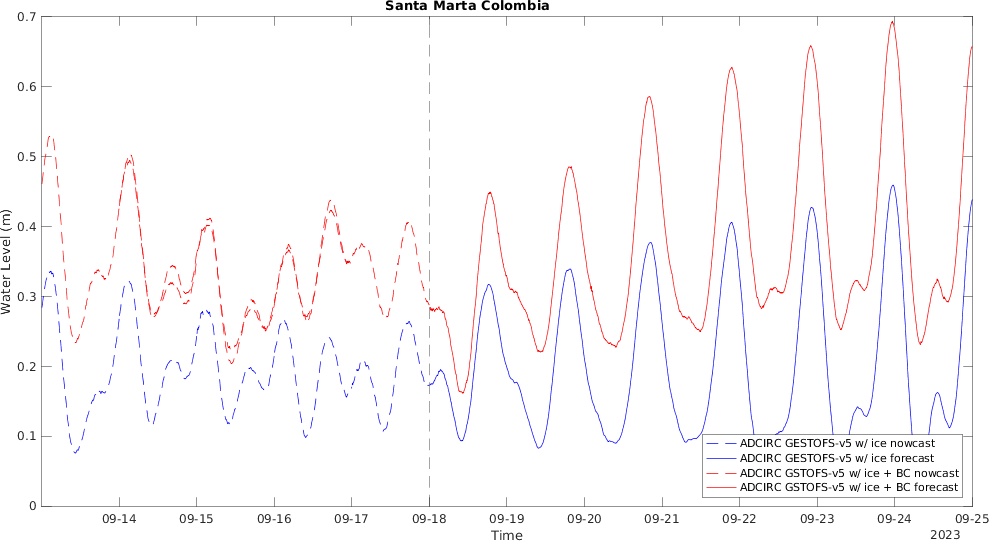 Santa Marta Colombia
0.7
0.6
0.5
0.4
0.3
0.2
0.1
0
Water Level (m)
09-14 09-15 09-16 09-17 09-18 09-19 09-20 09-21 09-22 09-23 09-24 09-25
Time
2023
ADCIRC GESTOFS-v5 w/ ice nowcast
ADCIRC GESTOFS-v5 w/ ice forecast
ADCIRC GSTOFS-v5 w/ ice + BC nowcast
ADCIRC GSTOFS-v5 w/ ice + BC forecast